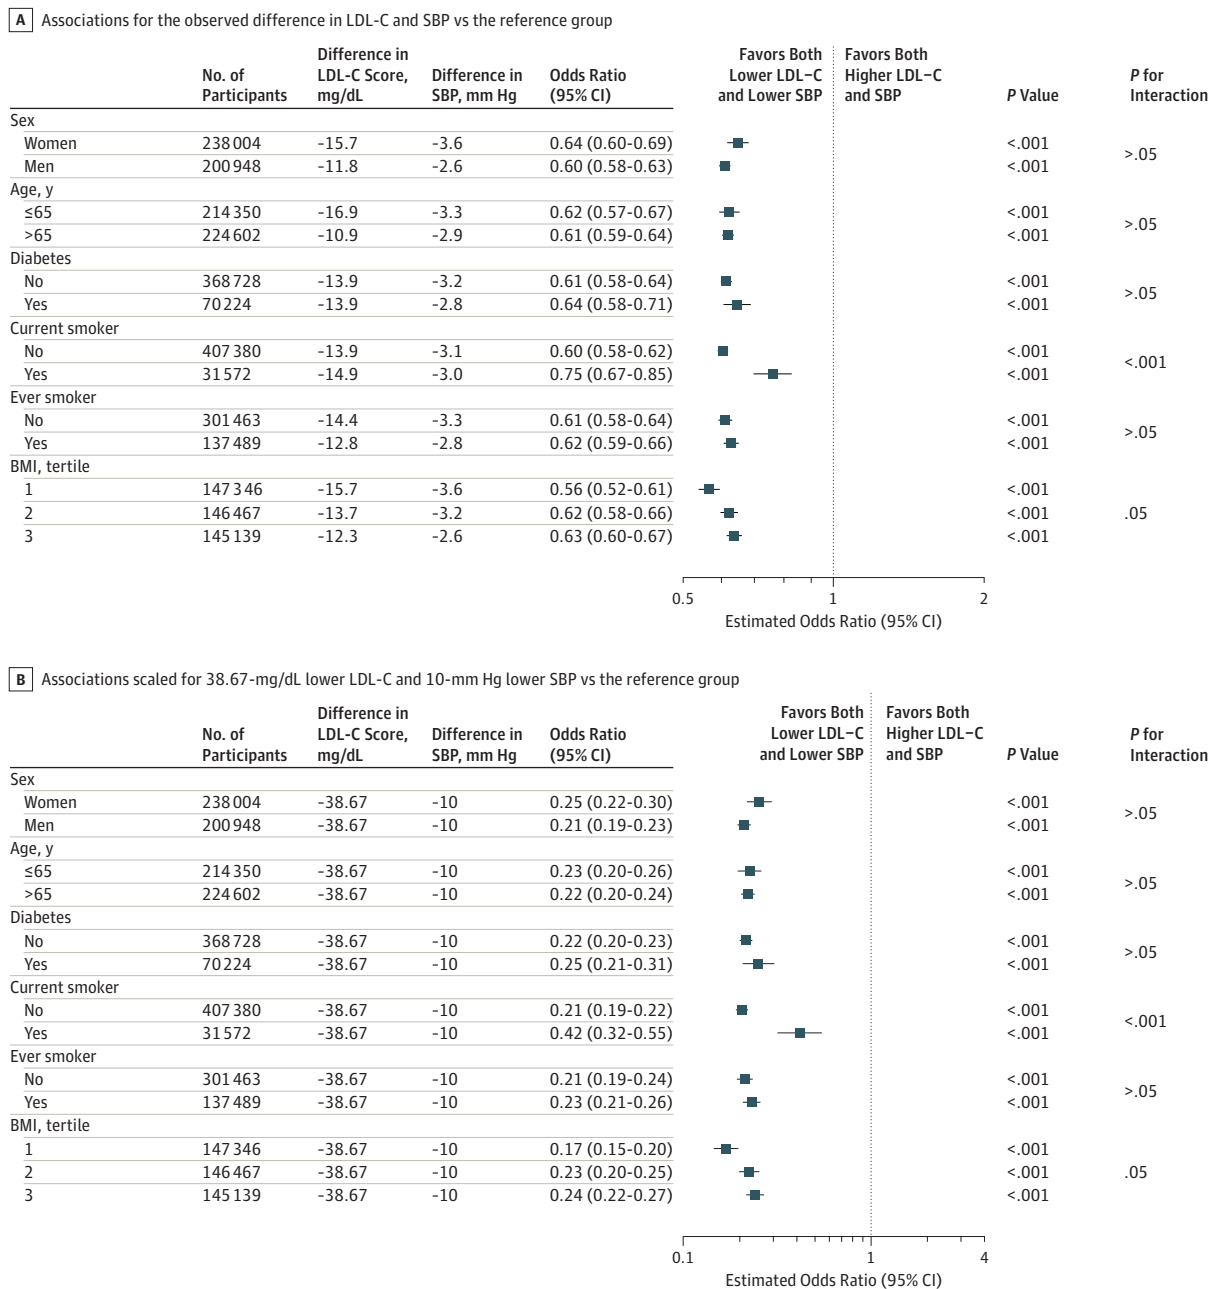 A Associations for the observed difference in LDL-C and SBP vs the reference group
No. of Participants Difference in LDL-C Score, mg/dL Difference in SBP, mm Hg Odds Ratio (95% CI) Favors Both Lower LDL-C and Lower SBP Favors Both Higher LDL-C and SBP P Value P for Interaction
Sex
Women 238004 -15.7 -3.6 0.64 (0.60-0.69) <.001
>.05
Men 200948 -11.8 -2.6 0.60 (0.58-0.63) <.001
Age, y
≤65 214350 -16.9 -3.3 0.62 (0.57-0.67) <.001
>.05
>65 224602 -10.9 -2.9 0.61 (0.59-0.64) <.001
Diabetes
No 368728 -13.9 -3.2 0.61 (0.58-0.64) <.001
>.05
Yes 70224 -13.9 -2.8 0.64 (0.58-0.71) <.001
Current smoker
No 407380 -13.9 -3.1 0.60 (0.58-0.62) <.001
<.001
Yes 31572 -14.9 -3.0 0.75 (0.67-0.85) <.001
Ever smoker
No 301463 -14.4 -3.3 0.61 (0.58-0.64) <.001
>.05
Yes 137489 -12.8 -2.8 0.62 (0.59-0.66) <.001
BMI, tertile
1 147346 -15.7 -3.6 0.56 (0.52-0.61) <.001
2 146467 -13.7 -3.2 0.62 (0.58-0.66) <.001 .05
3 145139 -12.3 -2.6 0.63 (0.60-0.67) <.001
0.5 1 2
Estimated Odds Ratio (95% CI)
B Associations scaled for 38.67-mg/dL lower LDL-C and 10-mm Hg lower SBP vs the reference group
No. of Participants Difference in LDL-C Score, mg/dL Difference in SBP, mm Hg Odds Ratio (95% CI) Favors Both Lower LDL-C and Lower SBP Favors Both Higher LDL-C and SBP P Value P for Interaction
Sex
Women 238004 -38.67 -10 0.25 (0.22-0.30) <.001
>.05
Men 200948 -38.67 -10 0.21 (0.19-0.23) <.001
Age, y
≤65 214350 -38.67 -10 0.23 (0.20-0.26) <.001
>.05
>65 224602 -38.67 -10 0.22 (0.20-0.24) <.001
Diabetes
No 368728 -38.67 -10 0.22 (0.20-0.23) <.001
>.05
Yes 70224 -38.67 -10 0.25 (0.21-0.31) <.001
Current smoker
No 407380 -38.67 -10 0.21 (0.19-0.22) <.001
<.001
Yes 31572 -38.67 -10 0.42 (0.32-0.55) <.001
Ever smoker
No 301463 -38.67 -10 0.21 (0.19-0.24) <.001
>.05
Yes 137489 -38.67 -10 0.23 (0.21-0.26) <.001
BMI, tertile
1 147346 -38.67 -10 0.17 (0.15-0.20) <.001
2 146467 -38.67 -10 0.23 (0.20-0.25) <.001 .05
3 145139 -38.67 -10 0.24 (0.22-0.27) <.001
0.1 1 4
Estimated Odds Ratio (95% CI)